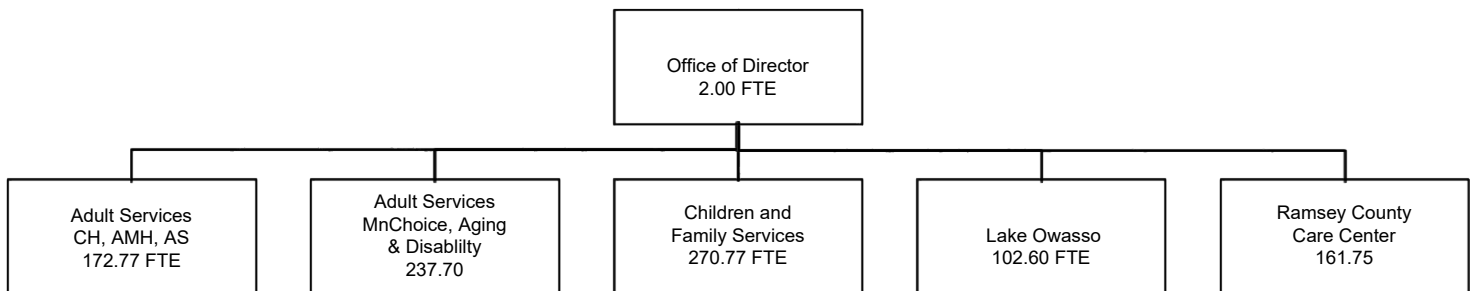 Office of Director
2.00 FTE
Adult Services
CH, AMH, AS
172.77 FTE
Adult Services
MnChoice, Aging
& Disablilty
237.70
Children and
Family Services
270.77 FTE
Lake Owasso
102.60 FTE
Ramsey County
Care Center
161.75